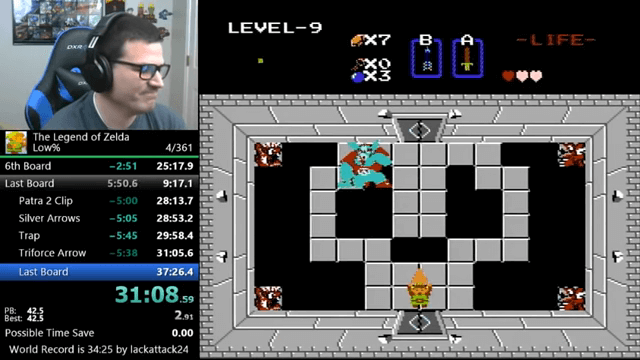 LEVEL-9
X7
X0
X3
B
A
-LIFE-
The Legend of Zelda
Low%
4/361
6th Board -2:51 25:17.9
Last Board 5:50.6 9:17.1
Patra 2 Clip -5:00 28:13.7
Silver Arrows -5:05 28:53.2
Trap -5:45 29:58.4
Triforce Arrow -5:38 31:05.6
Last Board 37:26.4
31:08.59
PB: 42.5
Best: 42.5
2.91
Possible Time Save 0.00
World Record is 34:25 by lackattack24